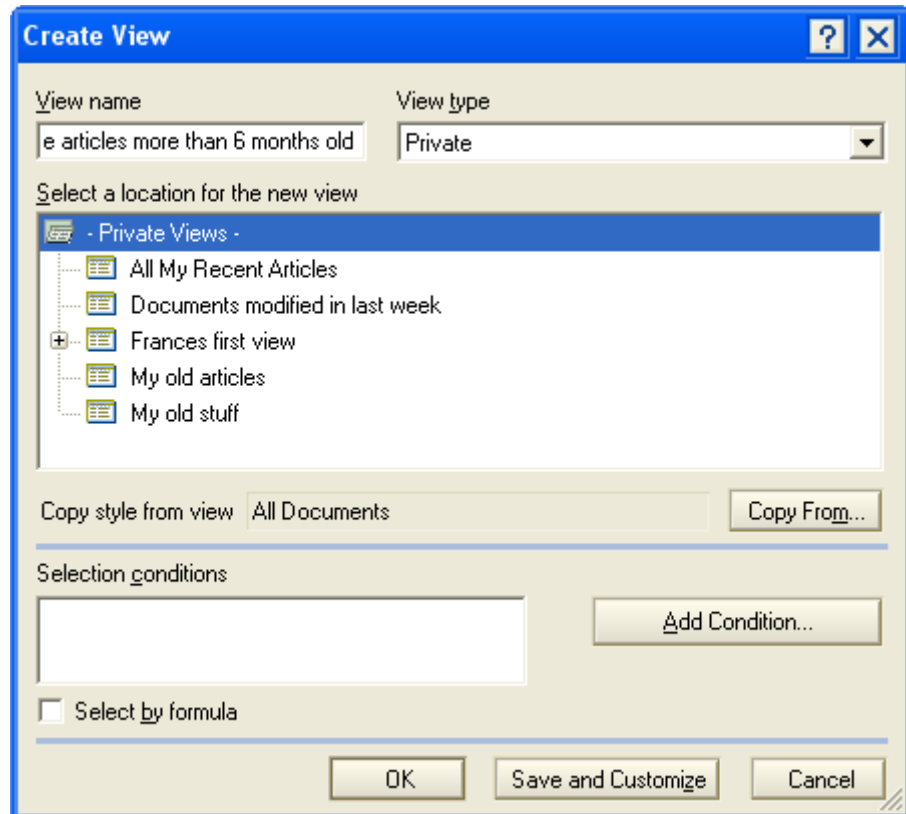 Create View
View name
View type
e articles more than 6 months old
Private
Select a location for the new view
- Private Views -
All My Recent Articles
Documents modified in last week
Frances first view
My old articles
My old stuff
Copy style from view All Documents Copy From...
Selection conditions
Add Condition...
Select by formula
OK Save and Customize Cancel